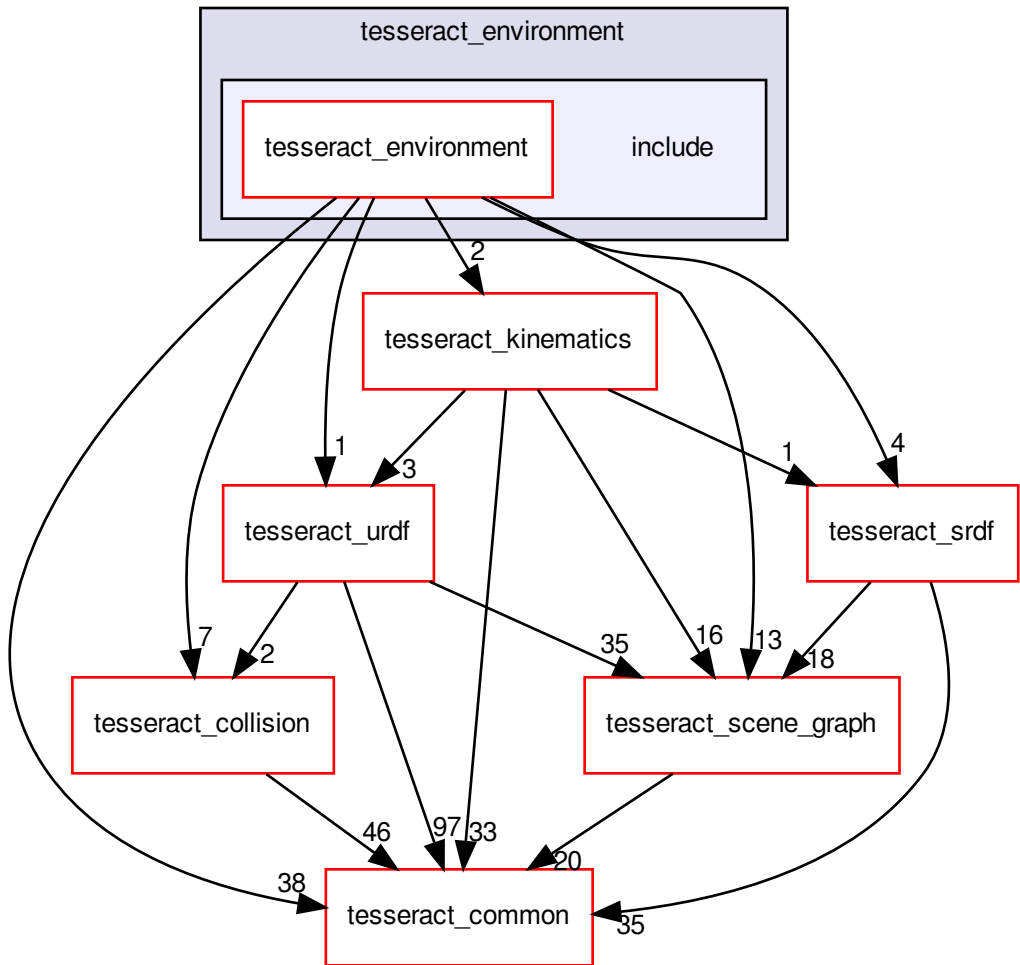 tesseract_environment
tesseract_environment
include
2
tesseract_kinematics
1
3
1
4
tesseract_urdf
tesseract_srdf
7
2
35
16
13
18
tesseract_collision
tesseract_scene_graph
46
97
33
20
38
35
tesseract_common